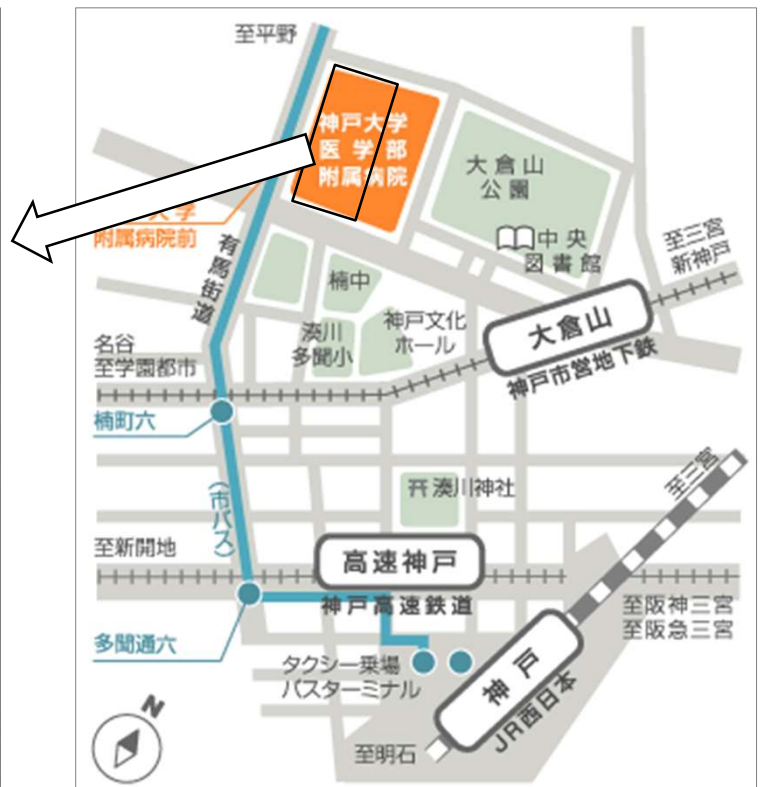 至平野
神戸大学
医学部
附属病院
大倉山
公園
中央
図書館
学
附属病院前
至三宮
新神戸
有馬街道
楠中
湊川
多聞小
神戸文化
ホール
大倉山
神戸市営地下鉄
名谷
至学園都市
楠町六
至三宮
湊川神社
(市バス)
至新開地
高速神戸
神戸高速鉄道
至阪神三宮
至阪急三宮
多聞通六
タクシー乗場
バスターミナル
神戸
JR西日本
至明石
N